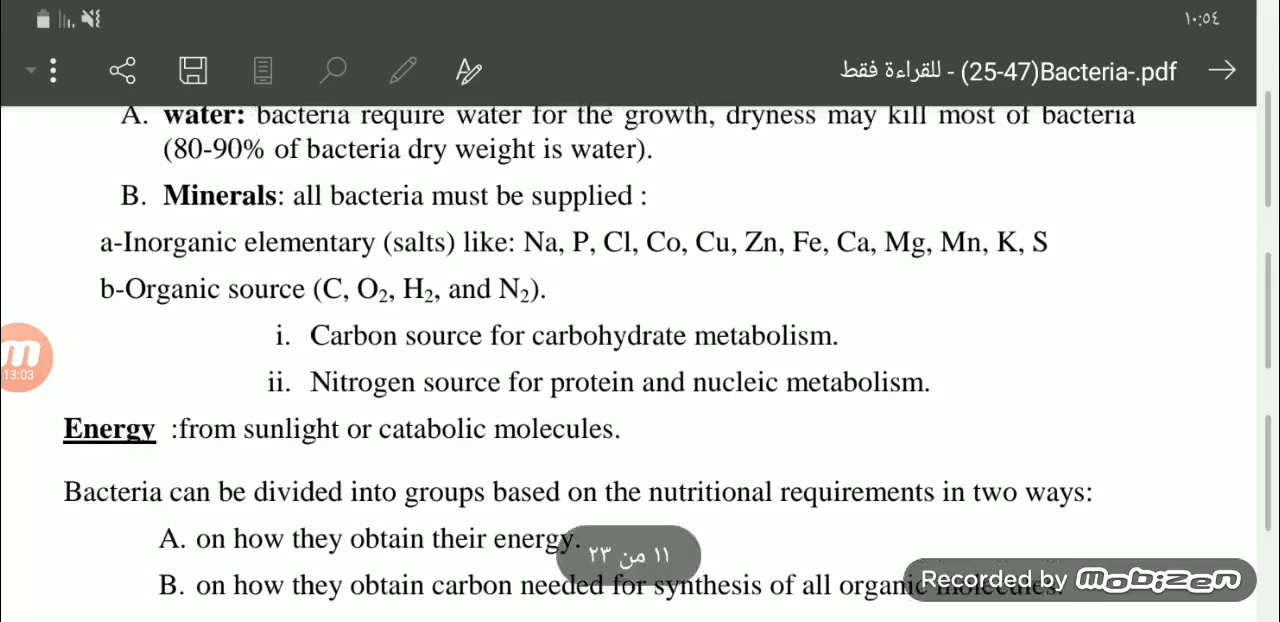 ١٠:٥٤
(25-47)Bacteria-.pdf - للقراءة فقط
A. water: bacteria require water for the growth, dryness may kill most of bacteria
(80-90% of bacteria dry weight is water).
B. Minerals: all bacteria must be supplied :
a-Inorganic elementary (salts) like: Na, P, Cl, Co, Cu, Zn, Fe, Ca, Mg, Mn, K, S
b-Organic source (C, O₂, H₂, and N₂).
i. Carbon source for carbohydrate metabolism.
ii. Nitrogen source for protein and nucleic metabolism.
13:03
Energy :from sunlight or catabolic molecules.
Bacteria can be divided into groups based on the nutritional requirements in two ways:
A. on how they obtain their energy.
١١ من ٢٣
B. on how they obtain carbon needed for synthesis of all organic molecules.
Recorded by Mobizen